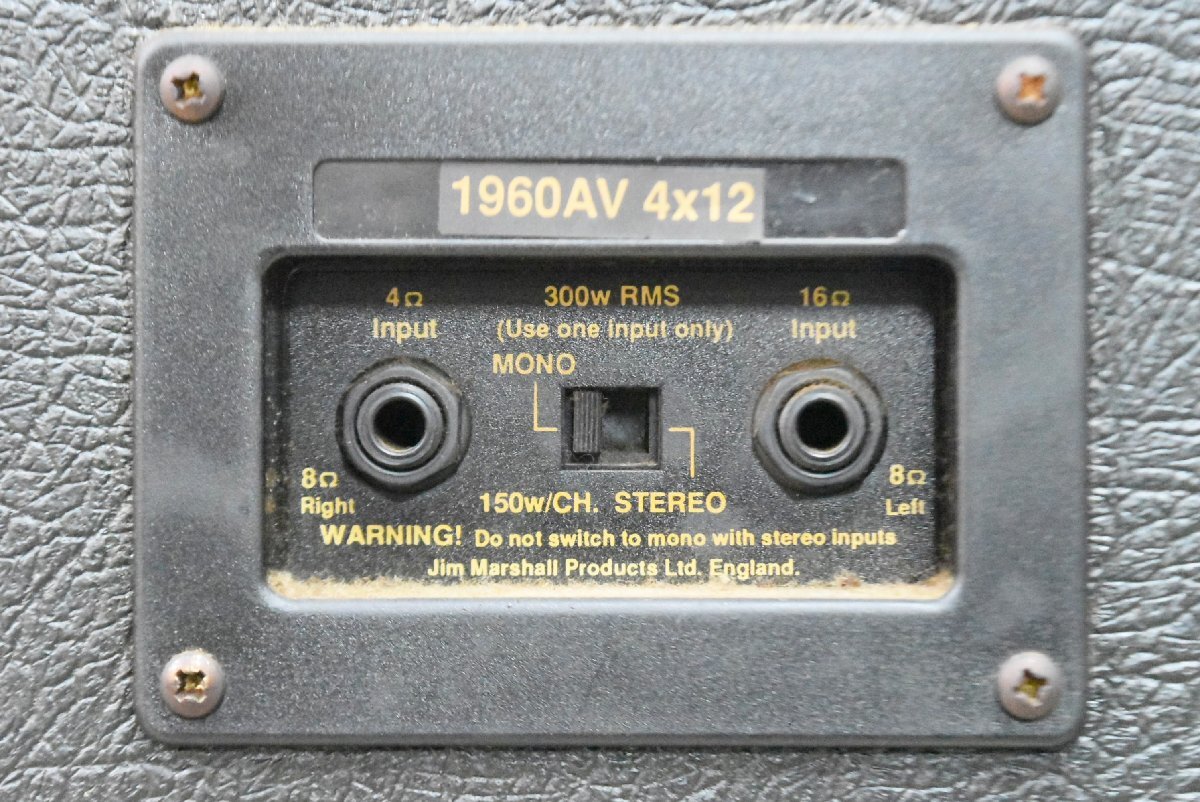 1960AV 4x12
4Ω 300w RMS 16Ω
Input (Use one input only) Input
MONO
8Ω 8Ω
Right 150w/CH. STEREO Left
WARNING! Do not switch to mono with stereo inputs
Jim Marshall Products Ltd. England.